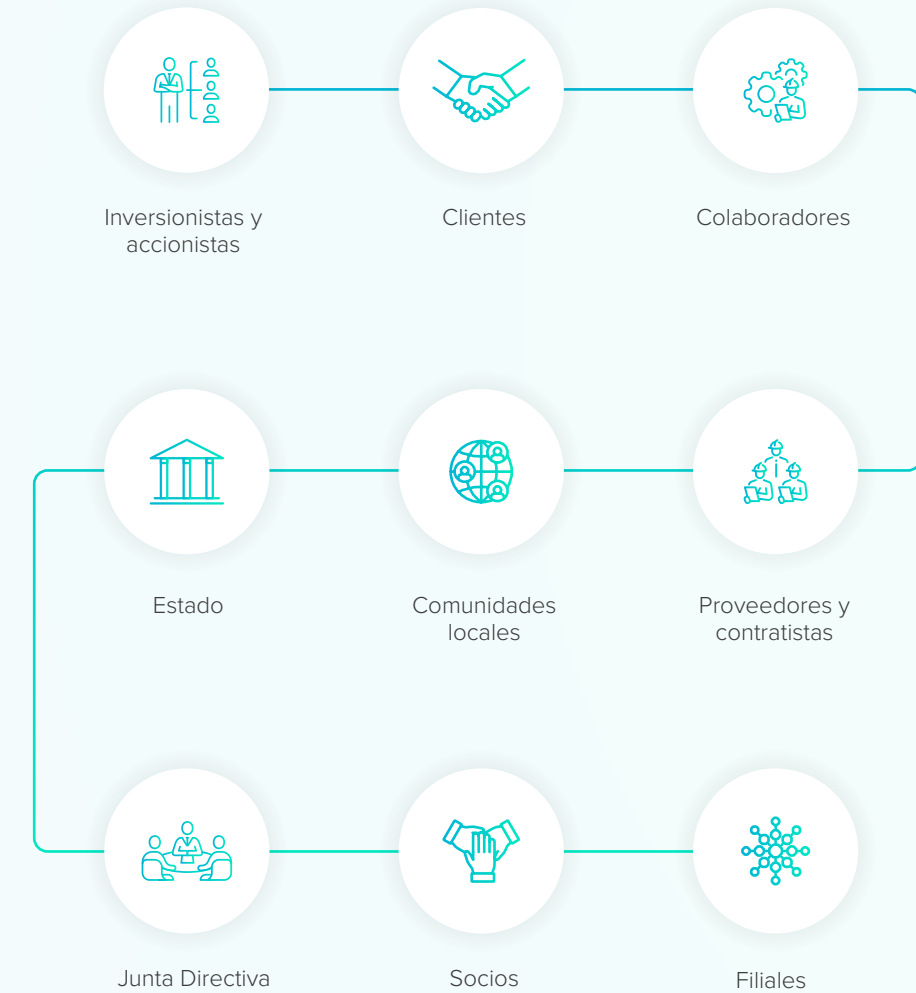 Inversionistas y
accionistas
Clientes
Colaboradores
Estado
Comunidades
locales
Proveedores y
contratistas
Junta Directiva
Socios
Filiales